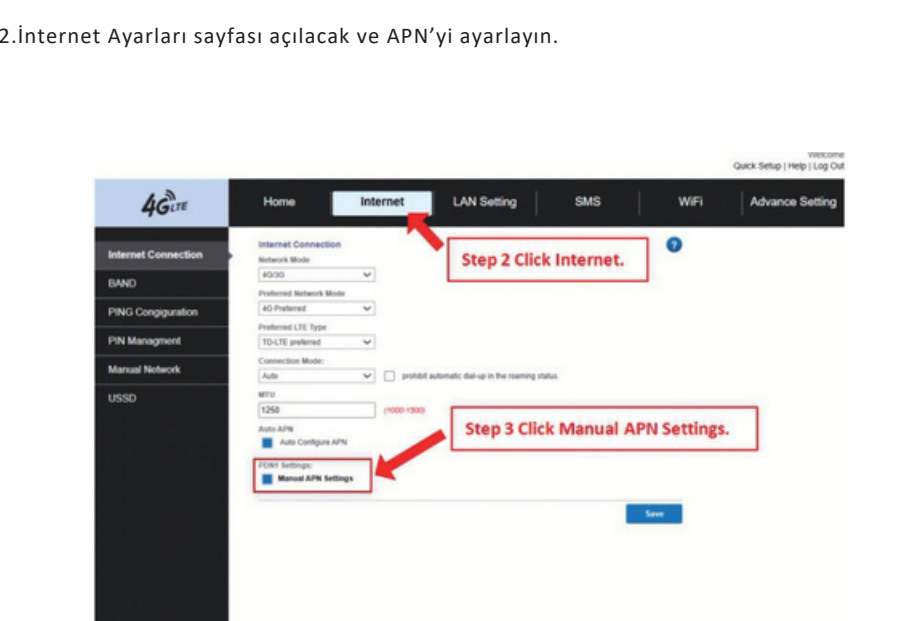 2.İnternet Ayarları sayfası açılacak ve APN’yi ayarlayın.
Welcome
Quick Setup | Help | Log Out
4G LTE
Home Internet LAN Setting SMS WiFi Advance Setting
Step 2 Click Internet.
?
Internet Connection
BAND
PING Congiguration
PIN Managment
Manual Network
USSD
Internet Connection
Network Mode
4G/3G
Preferred Network Mode
4G Preferred
Preferred LTE Type
TD-LTE preferred
Connection Mode:
Auto prohibit automatic dial-up in the roaming status.
MTU
1250 (1000-1500)
Auto APN
Auto Configure APN
Step 3 Click Manual APN Settings.
PDN1 Settings:
Manual APN Settings
Save